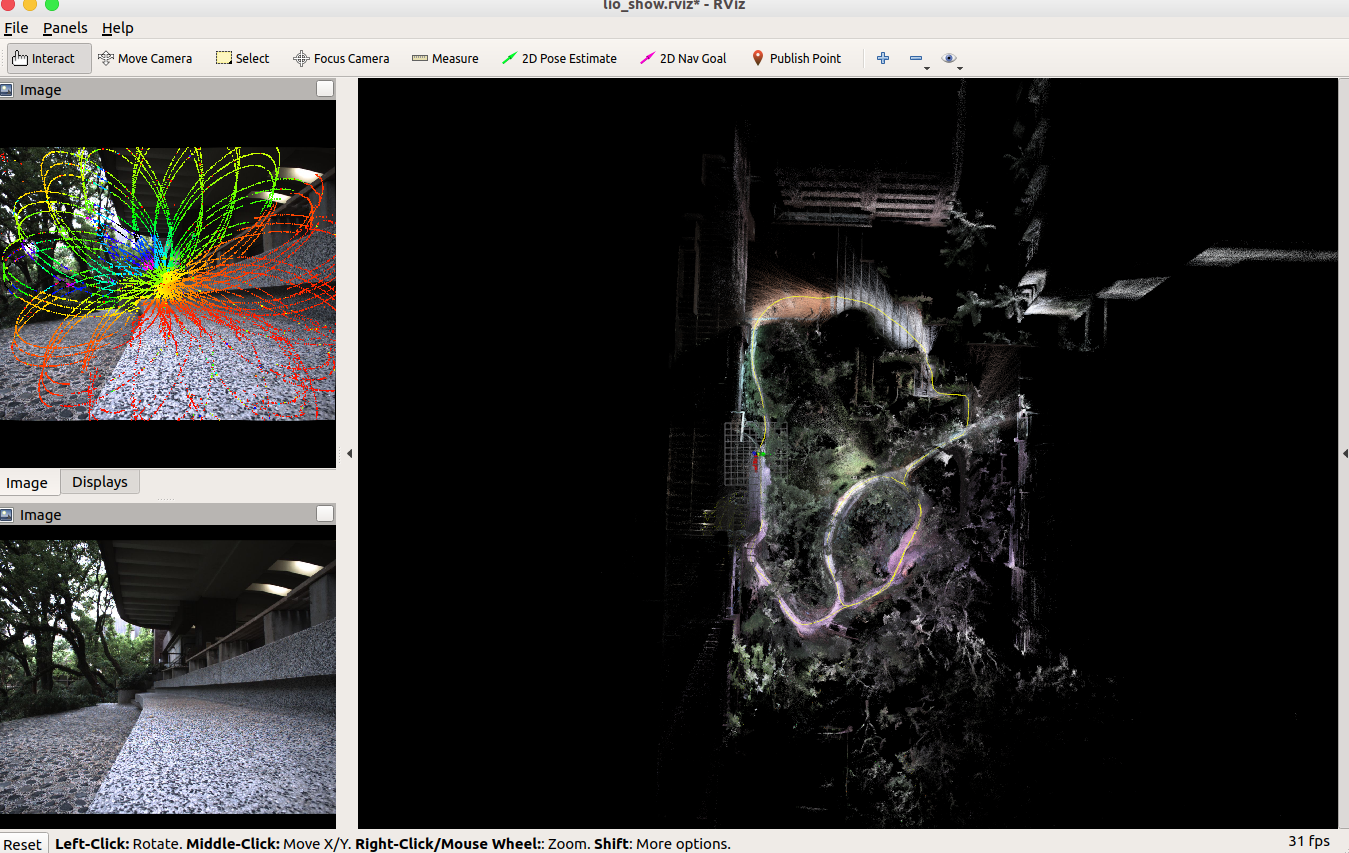 lio_show.rviz* - RViz
File Panels Help
Interact Move Camera Select Focus Camera Measure 2D Pose Estimate 2D Nav Goal Publish Point
Image
Image Displays
Image
Reset Left-Click: Rotate. Middle-Click: Move X/Y. Right-Click/Mouse Wheel:: Zoom. Shift: More options. 31 fps